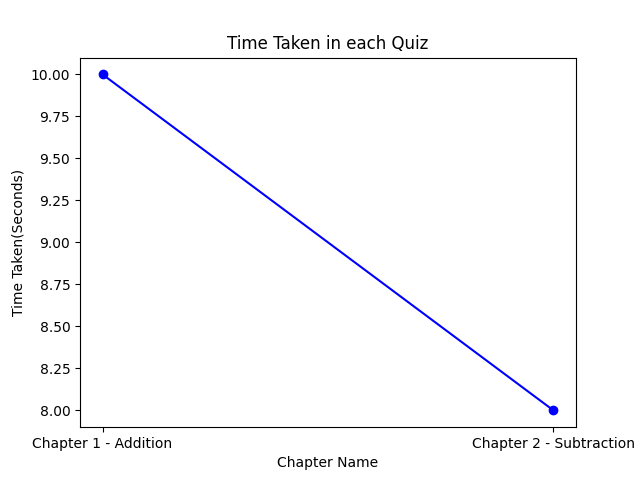 Time Taken in each Quiz
Time Taken(Seconds)
10.00
9.75
9.50
9.25
9.00
8.75
8.50
8.25
8.00
Chapter 1 - Addition
Chapter 2 - Subtraction
Chapter Name